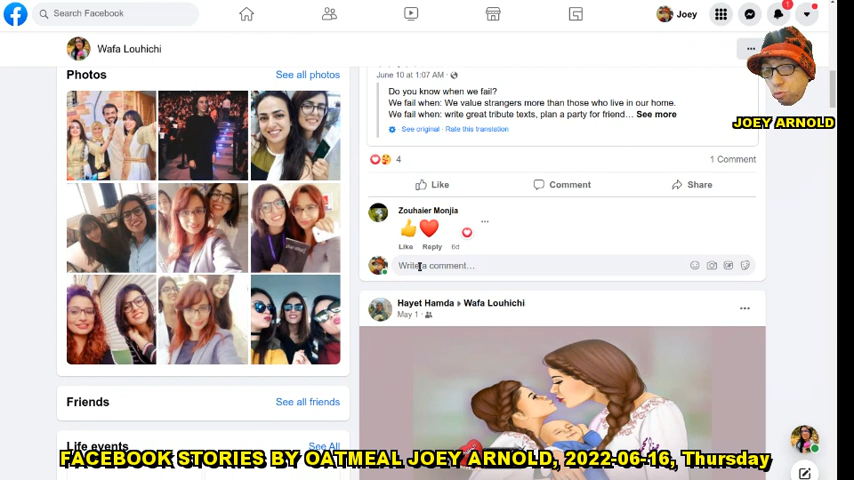 Search Facebook
Joey
1
Wafa Louhichi
JOEY ARNOLD
Photos
See all photos
Friends
See all friends
Life events
See All
June 10 at 1:07 AM
Do you know when we fail?
We fail when: We value strangers more than those who live in our home.
We fail when: write great tribute texts, plan a party for friend... See more
See original · Rate this translation
4
1 Comment
Like
Comment
Share
Zouhaier Monjia
Like Reply 6d
Write a comment...
Hayet Hamda Wafa Louhichi
May 1
FACEBOOK STORIES BY OATMEAL JOEY ARNOLD, 2022-06-16, Thursday